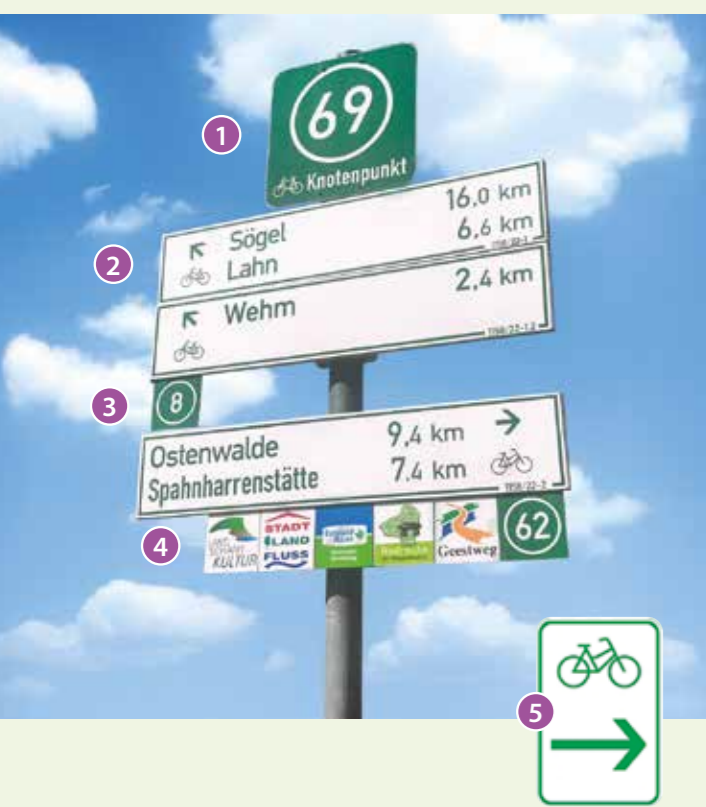 69
1
Knotenpunkt
16,0 km
Sögel
2
Lahn
6,6 km
Wehm
2,4 km
3
8
Ostenwalde
9,4 km
Spahnharrenstätte
7,4 km
4
STADT
LAND
FLUSS
KULTUR
Geestweg
62
5